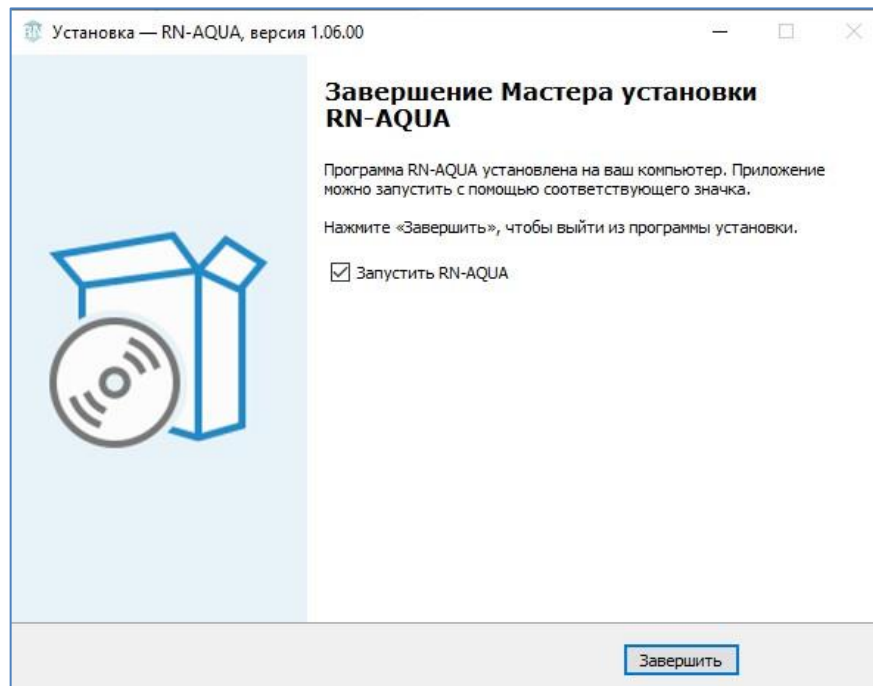 Установка — RN-AQUA, версия 1.06.00
Завершение Мастера установки
RN-AQUA
Программа RN-AQUA установлена на ваш компьютер. Приложение
можно запустить с помощью соответствующего значка.
Нажмите «Завершить», чтобы выйти из программы установки.
Запустить RN-AQUA
Завершить